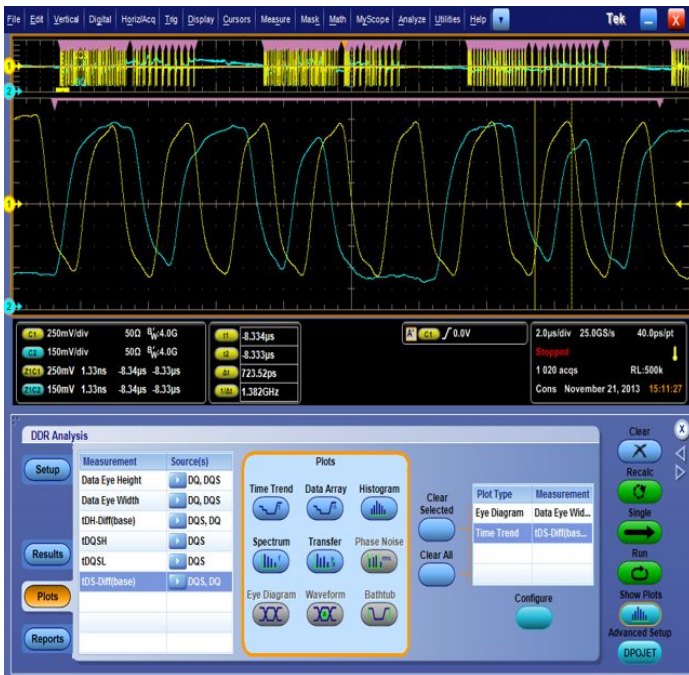 File Edit Vertical Digital Horiz/Acq Trig Display Cursors Measure Mask Math MyScope Analyze Utilities Help Tek X
1
2
1
2
C1 250mV/div 50Ω BW:4.0G
C2 150mV/div 50Ω BW:4.0G
Z1C1 250mV 1.33ns -8.34µs -8.33µs
Z1C2 150mV 1.33ns -8.34µs -8.33µs
t1 -8.334µs
t2 -8.333µs
Δt 723.52ps
1/Δt 1.382GHz
A' C1 0.0V
2.0µs/div 25.0GS/s 40.0ps/pt
Stopped
1 020 acqs RL:500k
Cons November 21, 2013 15:11:27
DDR Analysis
Setup
Results
Plots
Reports
Measurement Source(s)
Data Eye Height DQ, DQS
Data Eye Width DQ, DQS
tDH-Diff(base) DQS, DQ
tDQSH DQS
tDQSL DQS
tDS-Diff(base) DQS, DQ
Plots
Time Trend Data Array Histogram
Spectrum Transfer Phase Noise
Eye Diagram Waveform Bathtub
Clear
Selected
Clear All
Plot Type Measurement
Eye Diagram Data Eye Wid...
Time Trend tDS-Diff(bas...
Configure
Clear
X
Recalc
Single
Run
Show Plots
Advanced Setup
DPOJET